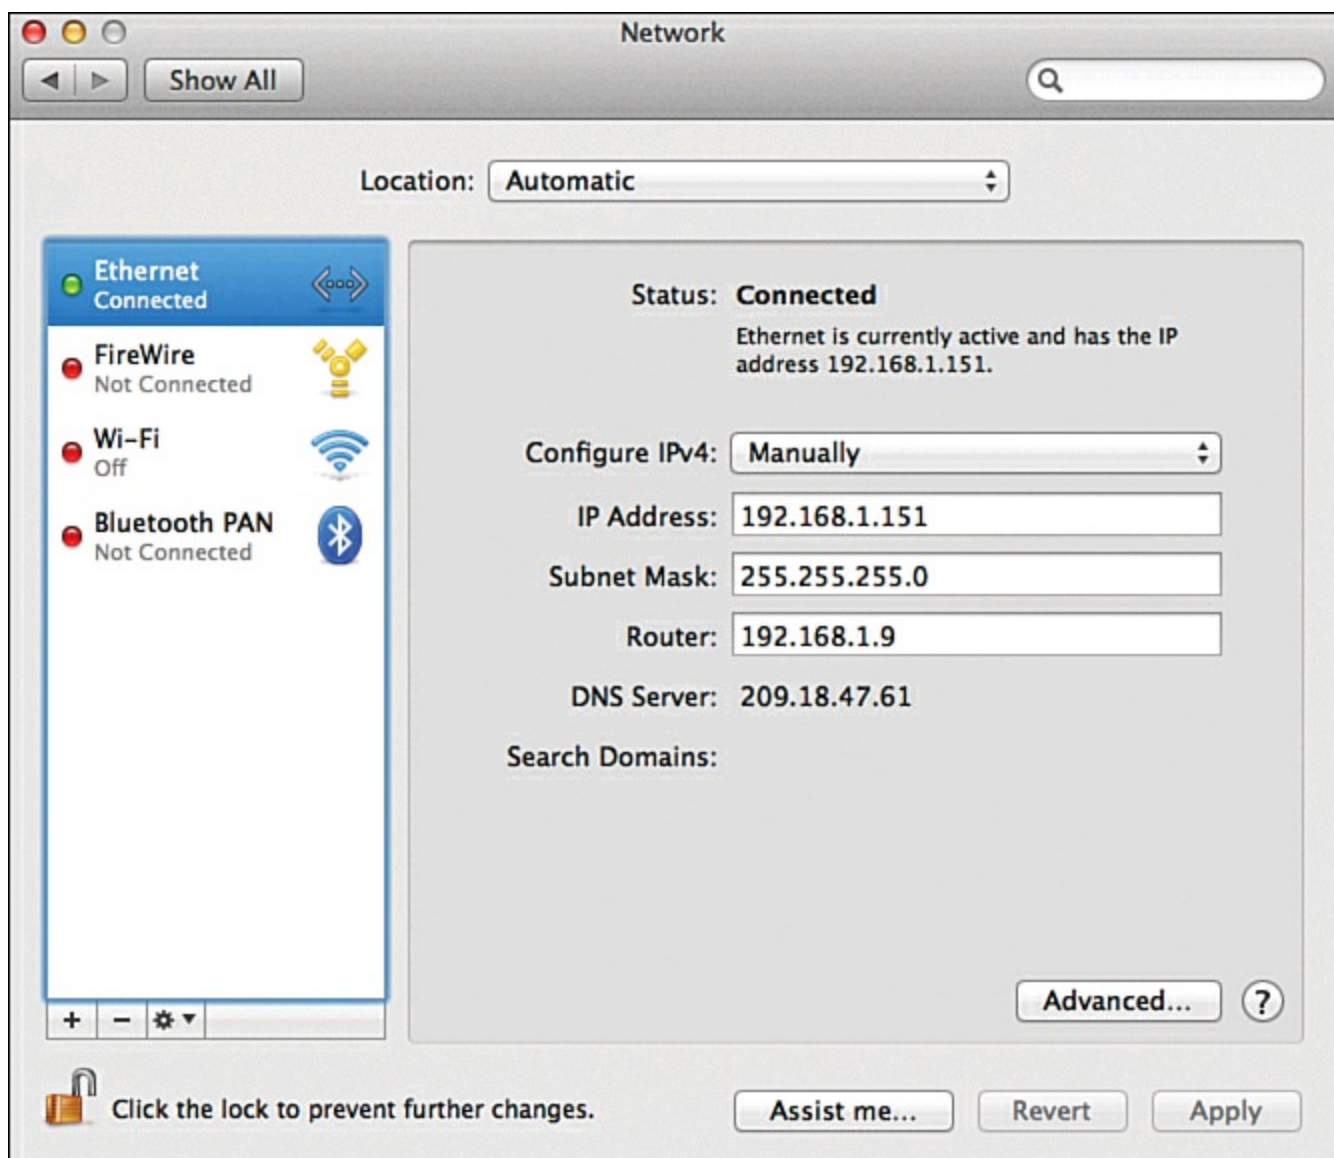 Network
Show All
Location: Automatic
Ethernet
Connected
FireWire
Not Connected
Wi-Fi
Off
Bluetooth PAN
Not Connected
Status: Connected
Ethernet is currently active and has the IP
address 192.168.1.151.
Configure IPv4: Manually
IP Address: 192.168.1.151
Subnet Mask: 255.255.255.0
Router: 192.168.1.9
DNS Server: 209.18.47.61
Search Domains:
Advanced... ?
Click the lock to prevent further changes.
Assist me... Revert Apply